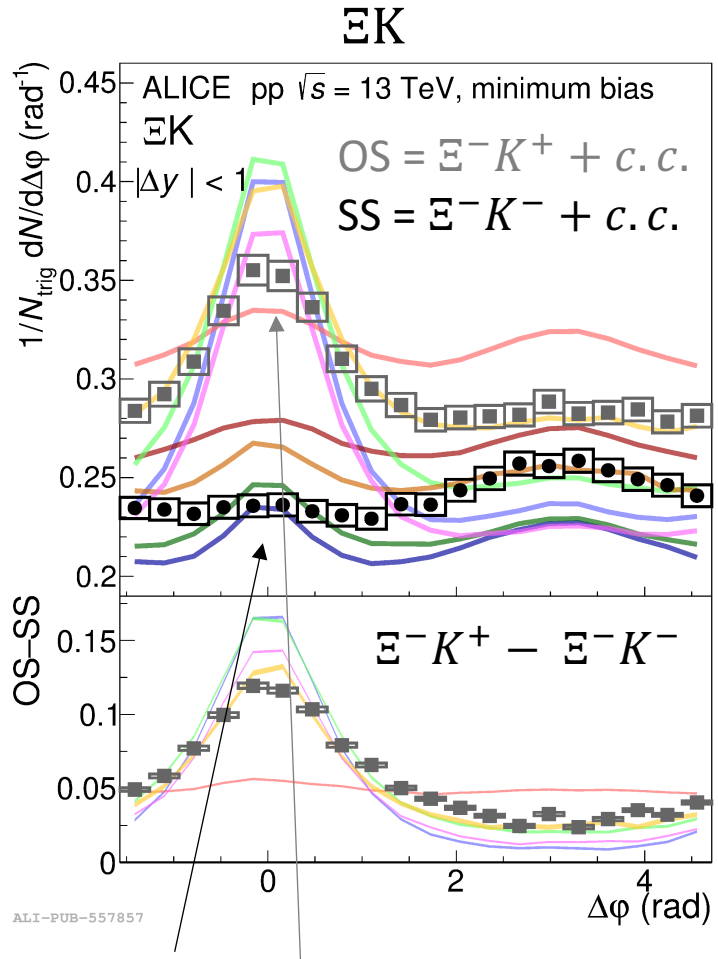 ΞK
ALICE pp √s = 13 TeV, minimum bias
ΞK
|Δy| < 1
OS = Ξ⁻K⁺ + c.c.
SS = Ξ⁻K⁻ + c.c.
1/N_trig dN/dΔφ (rad⁻¹)
0.45
0.4
0.35
0.3
0.25
0.2
Ξ⁻K⁺ − Ξ⁻K⁻
OS–SS
0.15
0.1
0.05
0
0 2 4
Δφ (rad)
ALI-PUB-557857